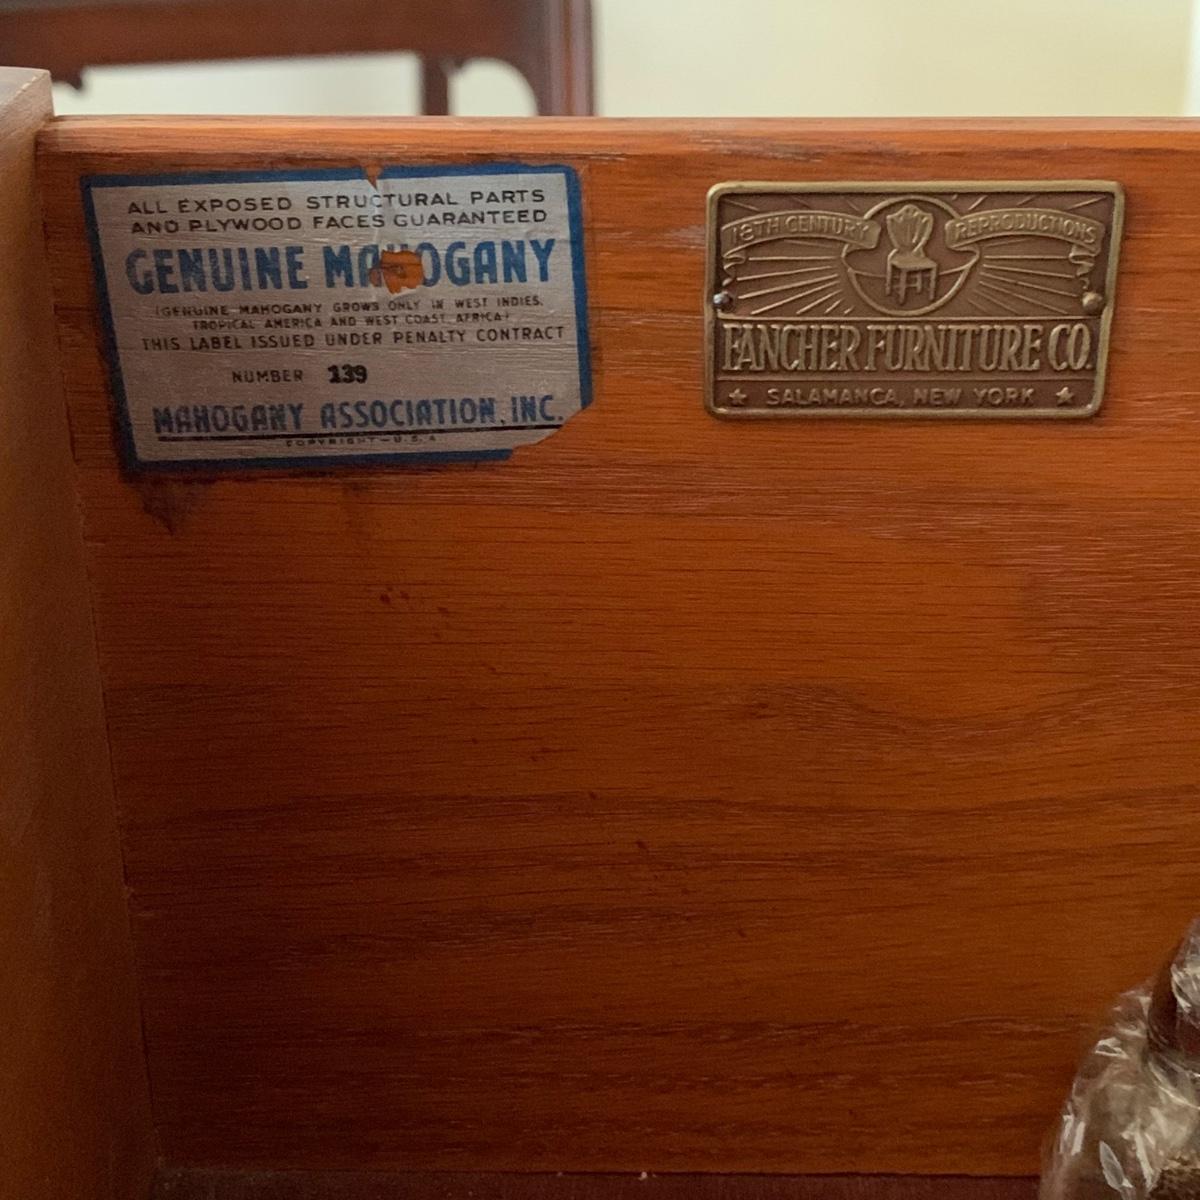 ALL EXPOSED STRUCTURAL PARTS
AND PLYWOOD FACES GUARANTEED
GENUINE MAHOGANY
(GENUINE MAHOGANY GROWS ONLY IN WEST INDIES,
TROPICAL AMERICA AND WEST COAST AFRICA)
THIS LABEL ISSUED UNDER PENALTY CONTRACT
NUMBER 139
MAHOGANY ASSOCIATION, INC.
COPYRIGHT—U.S.A
18TH CENTURY REPRODUCTIONS
FANCHER FURNITURE CO.
★ SALAMANCA, NEW YORK ★